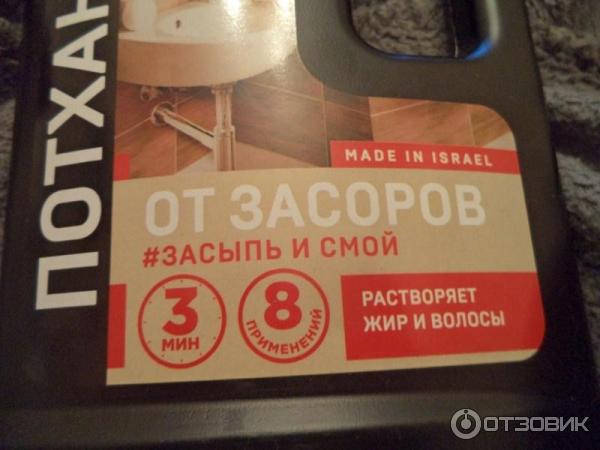 ПОТХАН
MADE IN ISRAEL
ОТ ЗАСОРОВ
#ЗАСЫПЬ И СМОЙ
3
МИН
8
ПРИМЕНЕНИЙ
РАСТВОРЯЕТ
ЖИР И ВОЛОСЫ
ОТЗОВИК